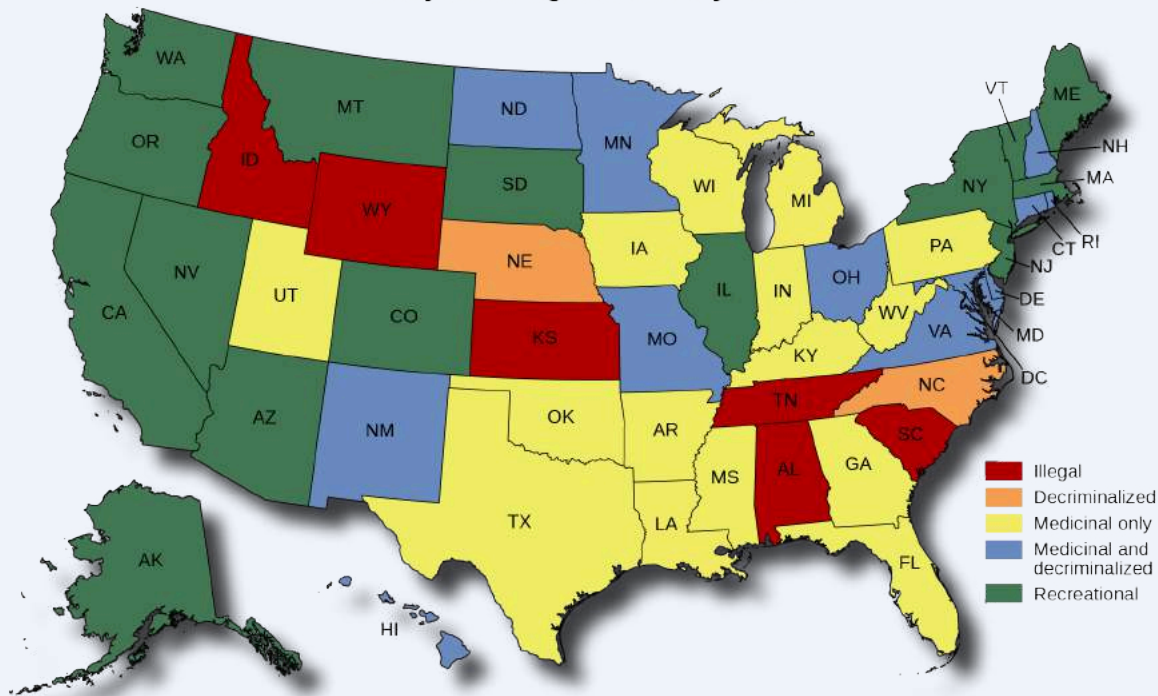 WA
MT
ND
MN
VT
ME
OR
ID
SD
WI
MI
NY
NH
MA
WY
NE
IA
PA
RI
CT
NJ
NV
UT
CO
IL
IN
OH
WV
VA
DE
MD
CA
KS
MO
KY
DC
AZ
NM
OK
AR
TN
NC
SC
MS
AL
GA
TX
LA
FL
AK
HI
Illegal
Decriminalized
Medicinal only
Medicinal and
decriminalized
Recreational